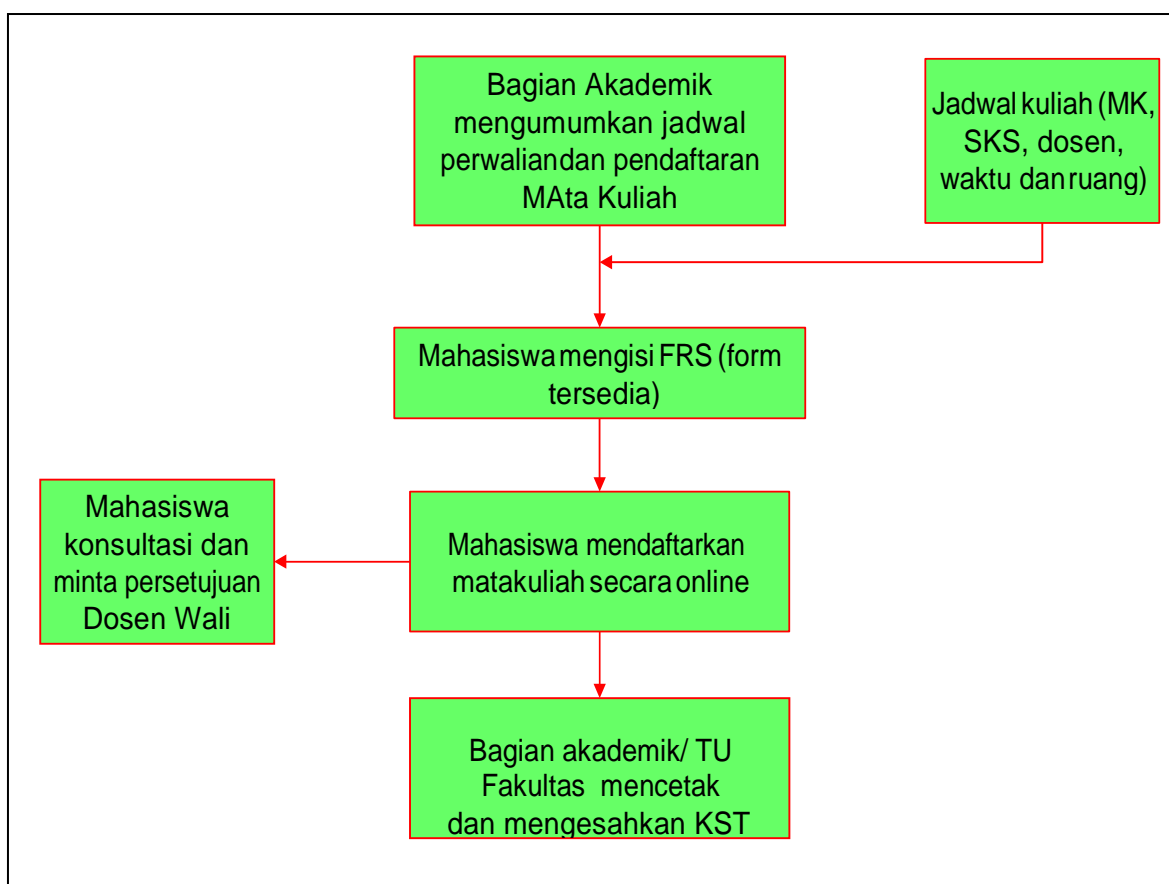 Bagian Akademik
mengumumkan jadwal
perwaliandan pendaftaran
MAta Kuliah
Jadwal kuliah (MK,
SKS, dosen,
waktu dan ruang)
Mahasiswa mengisi FRS (form
tersedia)
Mahasiswa
konsultasi dan
minta persetujuan
Dosen Wali
Mahasiswa mendaftarkan
matakuliah secara online
Bagian akademik/ TU
Fakultas mencetak
dan mengesahkan KST